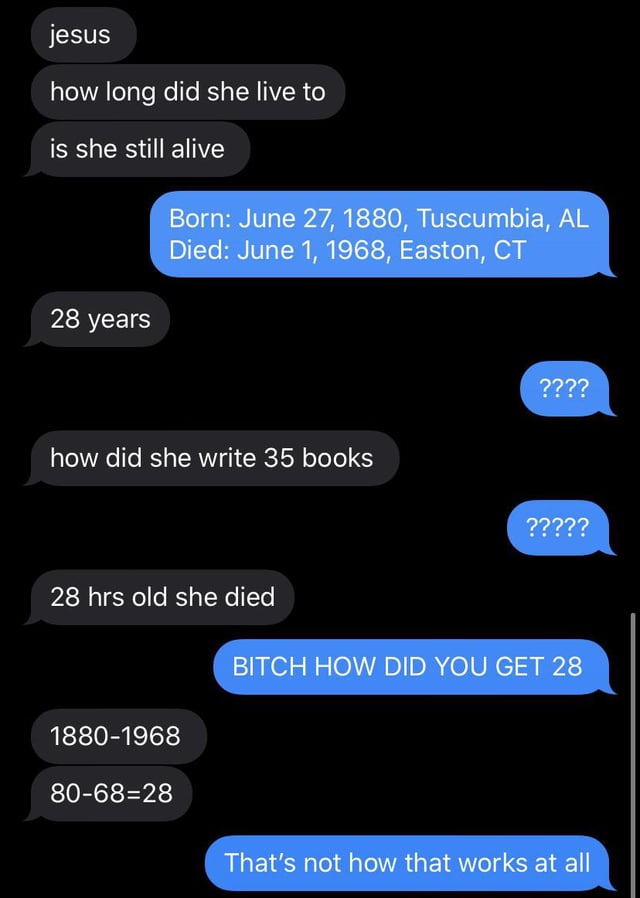 jesus
how long did she live to
is she still alive
Born: June 27, 1880, Tuscumbia, AL
Died: June 1, 1968, Easton, CT
28 years
????
how did she write 35 books
?????
28 hrs old she died
BITCH HOW DID YOU GET 28
1880-1968
80-68=28
That’s not how that works at all